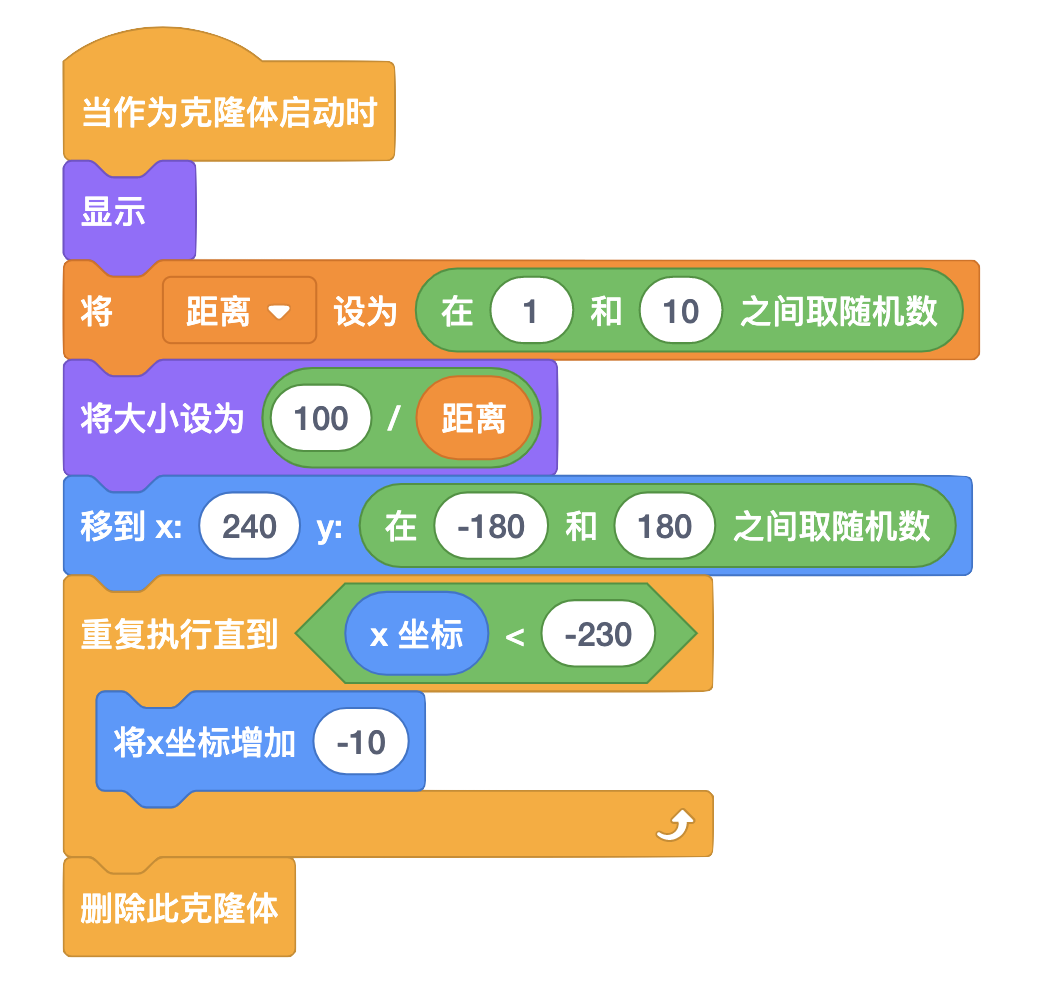 当作为克隆体启动时
显示
将 距离 设为 在 1 和 10 之间取随机数
将大小设为 100 / 距离
移到 x: 240 y: 在 -180 和 180 之间取随机数
重复执行直到 x 坐标 < -230
将x坐标增加 -10
删除此克隆体